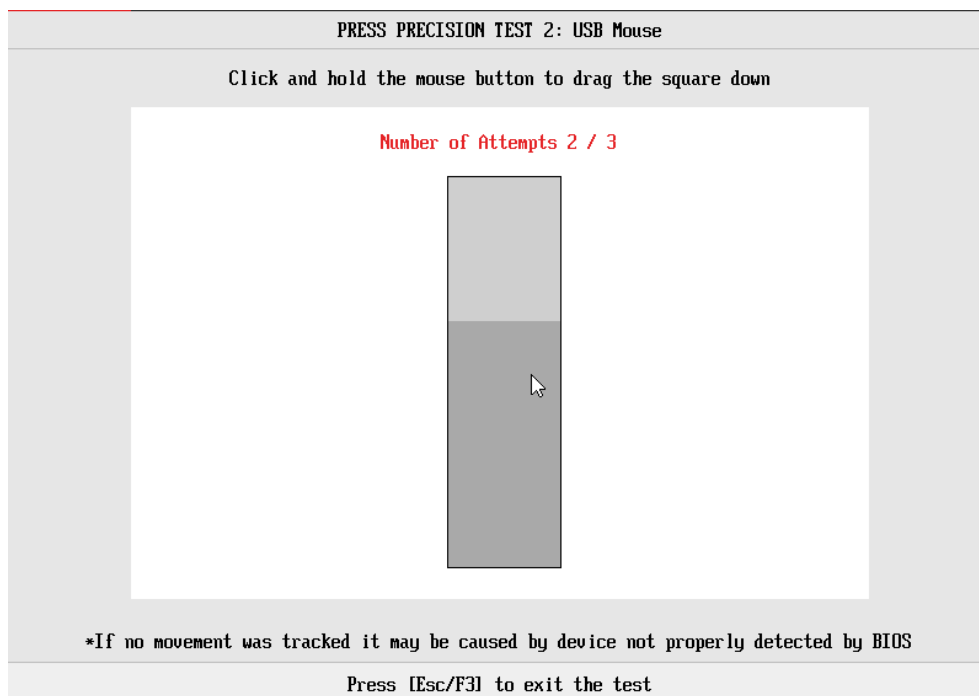 PRESS PRECISION TEST 2: USB Mouse
Click and hold the mouse button to drag the square down
Number of Attempts 2 / 3
*If no movement was tracked it may be caused by device not properly detected by BIOS
Press [Esc/F3] to exit the test